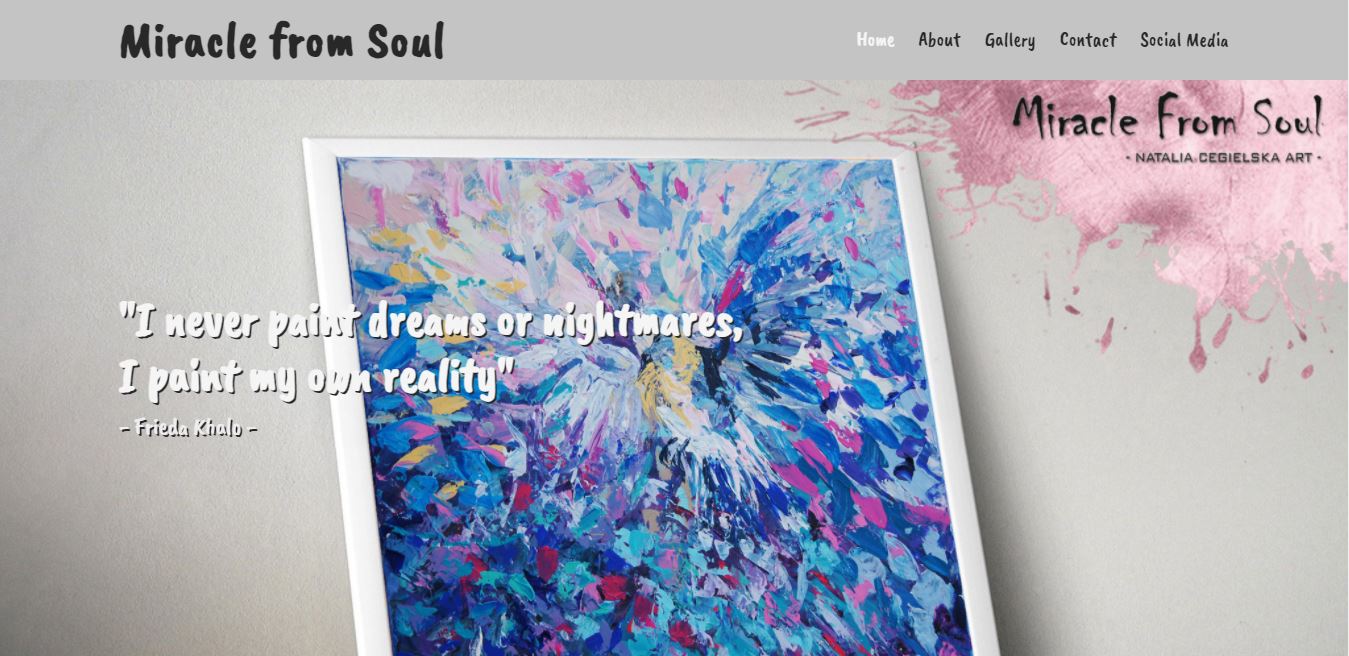 Miracle from Soul
Home About Gallery Contact Social Media
Miracle From Soul
- NATALIA CEGIELSKA ART -
"I never paint dreams or nightmares,
I paint my own reality"
- Frieda Khalo -